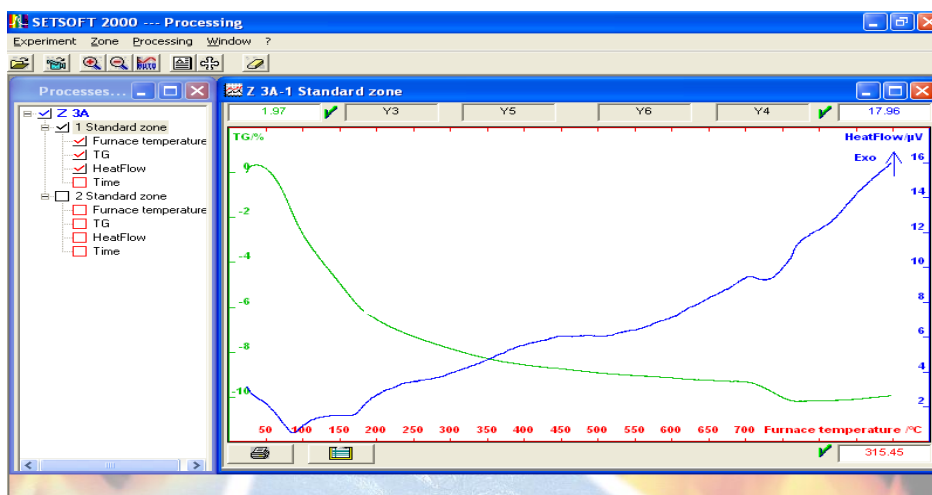 SETSOFT 2000 --- Processing
Experiment Zone Processing Window ?
Processes...
Z 3A
1 Standard zone
Furnace temperature
TG
HeatFlow
Time
2 Standard zone
Furnace temperature
TG
HeatFlow
Time
Z 3A-1 Standard zone
1.97 Y3 Y5 Y6 Y4 17.96
TG/% HeatFlow/µV
Exo
0
-2
-4
-6
-8
-10
16
14
12
10
8
6
4
2
50 100 150 200 250 300 350 400 450 500 550 600 650 700 Furnace temperature /°C
315.45